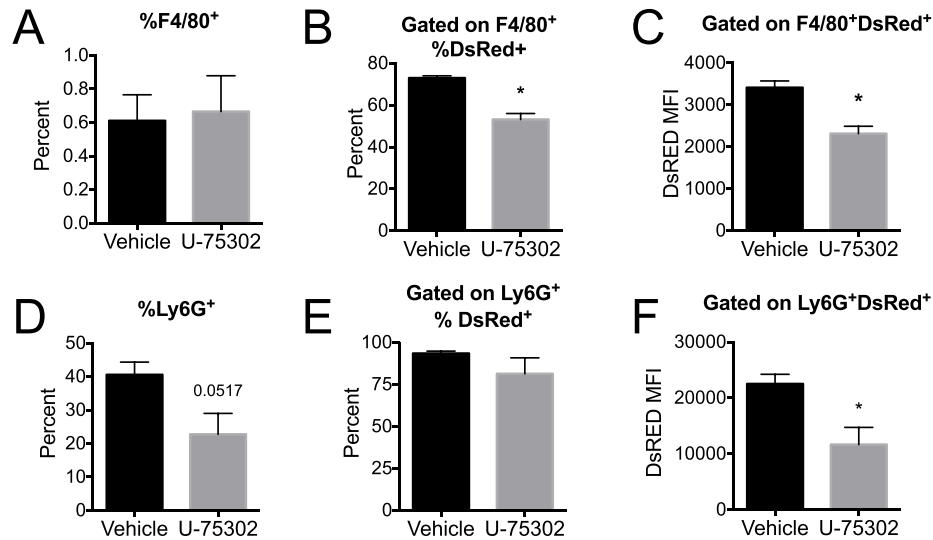 A
%F4/80⁺
Percent
1.0
0.8
0.6
0.4
0.2
0.0
Vehicle U-75302
B
Gated on F4/80⁺
%DsRed+
Percent
80
60
40
20
0
*
Vehicle U-75302
C
Gated on F4/80⁺DsRed⁺
DsRED MFI
4000
3000
2000
1000
0
*
Vehicle U-75302
D
%Ly6G⁺
Percent
50
40
30
20
10
0
0.0517
Vehicle U-75302
E
Gated on Ly6G⁺
% DsRed⁺
Percent
100
75
50
25
0
Vehicle U-75302
F
Gated on Ly6G⁺DsRed⁺
DsRED MFI
30000
20000
10000
0
*
Vehicle U-75302